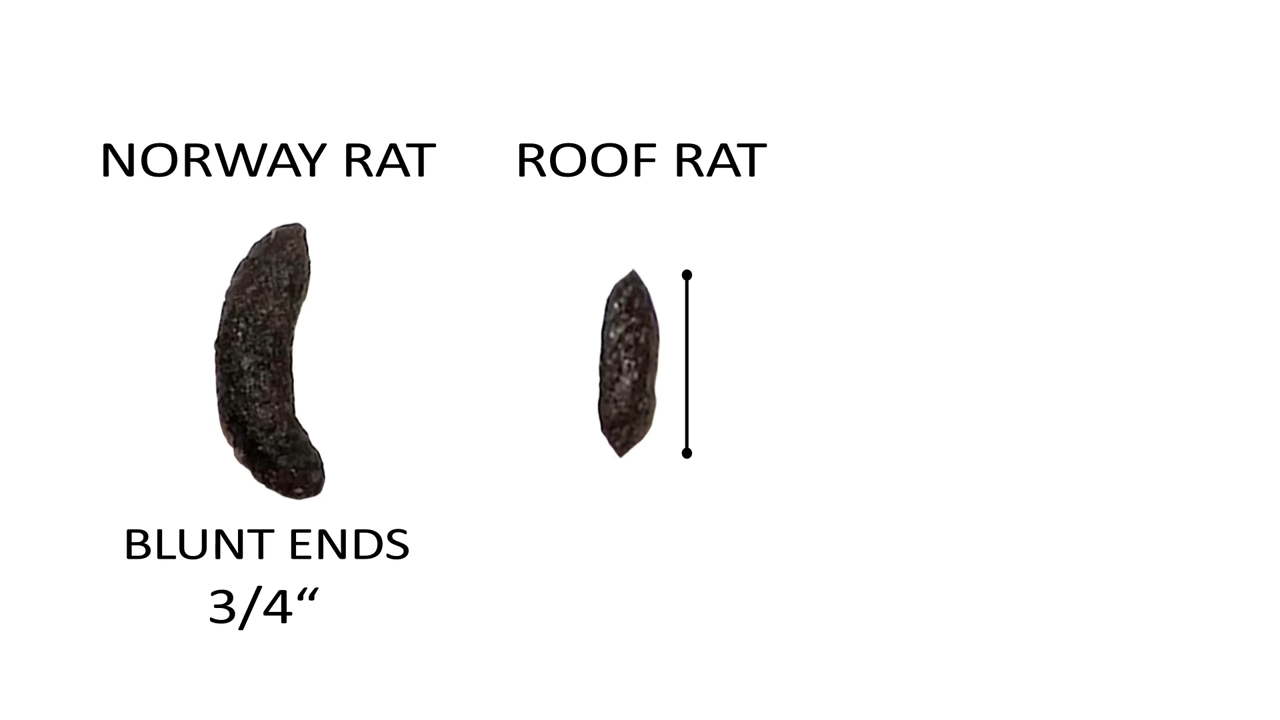 NORWAY RAT
ROOF RAT
BLUNT ENDS
3/4“